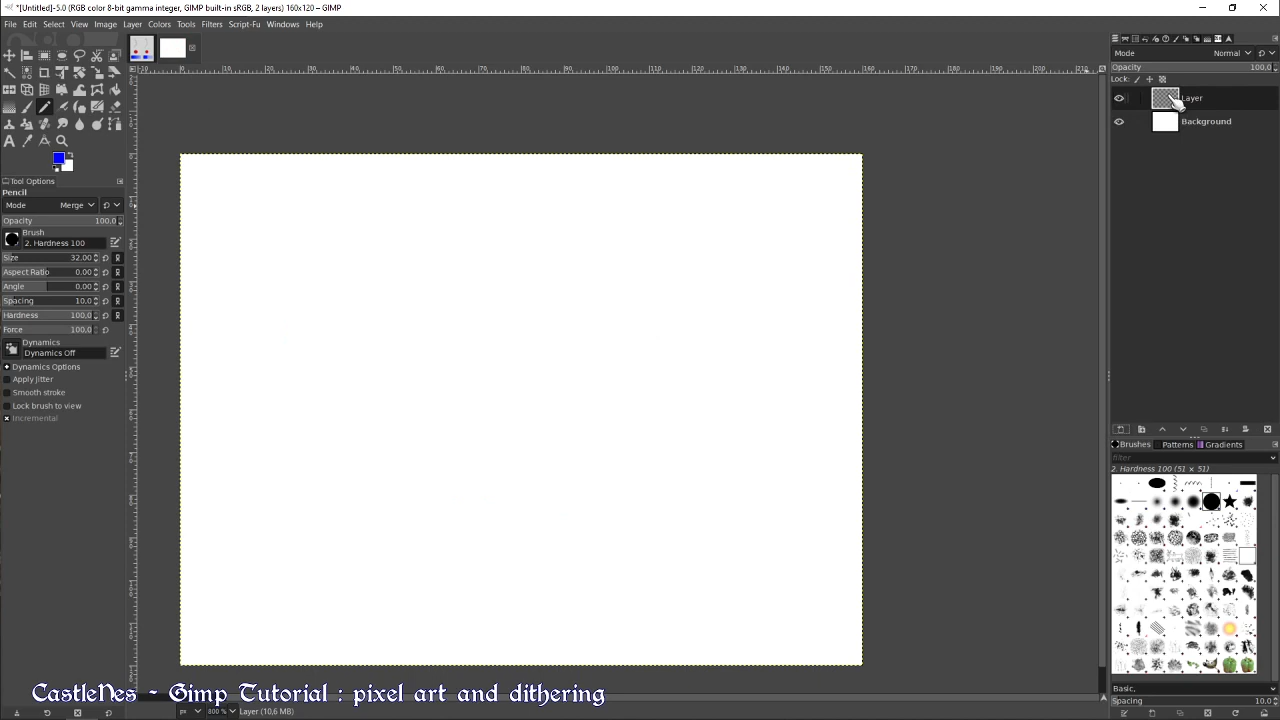 *[Untitled]-5.0 (RGB color 8-bit gamma integer, GIMP built-in sRGB, 2 layers) 160x120 – GIMP
File Edit Select View Image Layer Colors Tools Filters Script-Fu Windows Help
Mode Normal
Opacity 100,0
Lock:
Layer
Background
Tool Options
Pencil
Mode Merge
Opacity 100,0
Brush
2. Hardness 100
Size 32.00
Aspect Ratio 0.00
Angle 0.00
Spacing 10,0
Hardness 100,0
Force 100,0
Dynamics
Dynamics Off
Dynamics Options
Apply Jitter
Smooth stroke
Lock brush to view
Incremental
Brushes Patterns Gradients
filter
2. Hardness 100 (51 × 51)
Basic,
Spacing 10,0
CastleNes - Gimp Tutorial : pixel art and dithering
px 800 % Layer (10,6 MB)